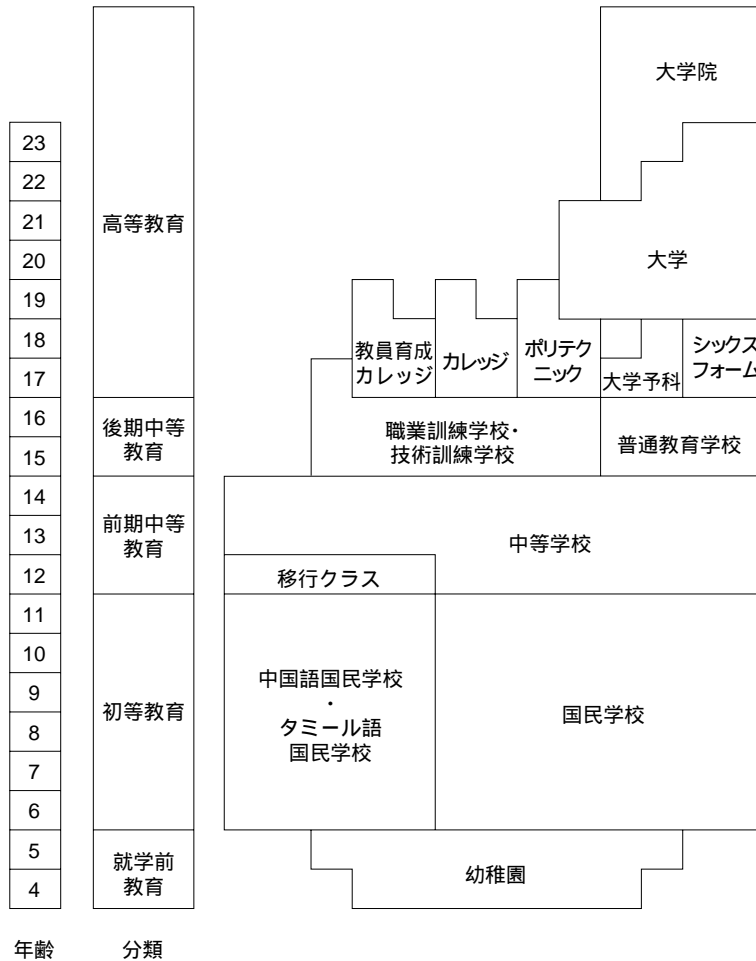 大学院
23
22
21
高等教育
20
大学
19
18
教員育成
カレッジ
カレッジ
ポリテク
ニック
大学予科
シックス
フォーム
17
16
後期中等
教育
職業訓練学校・
技術訓練学校
普通教育学校
15
14
前期中等
教育
13
中等学校
12
移行クラス
11
10
9
初等教育
中国語国民学校
・
タミール語
国民学校
国民学校
8
7
6
5
就学前
教育
幼稚園
4
年齢
分類